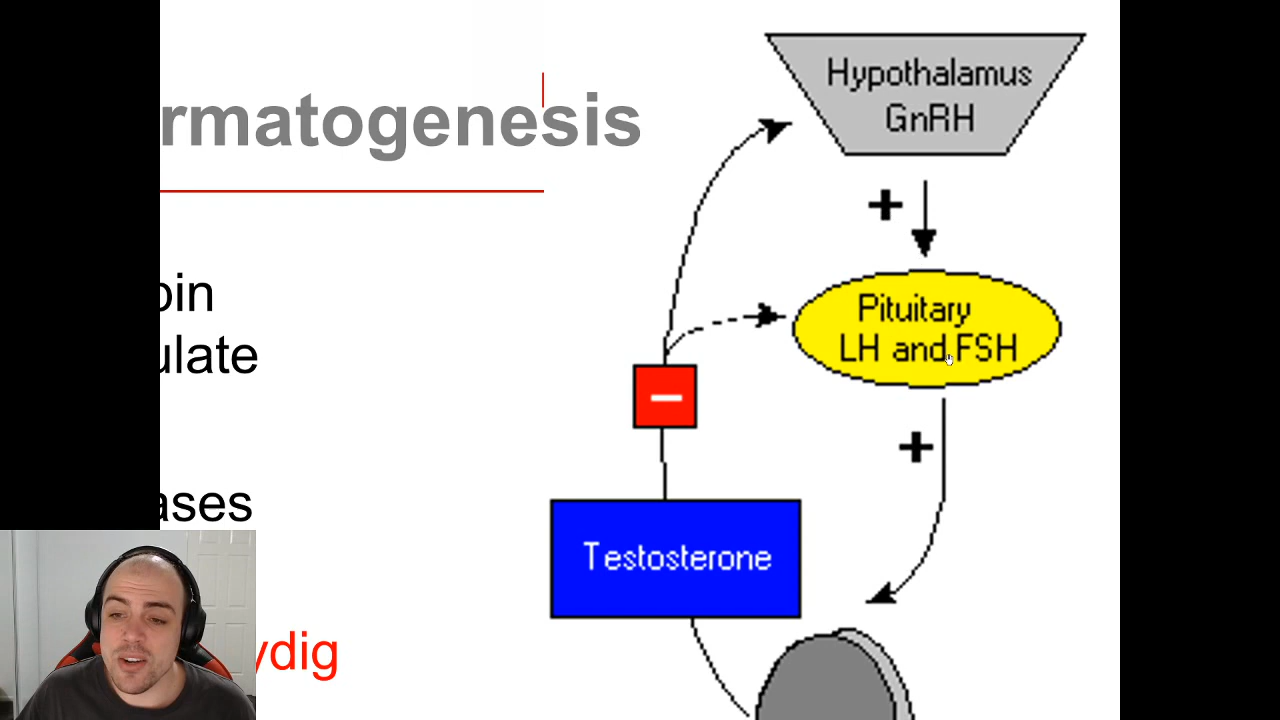 rmatogenesis
Hypothalamus
GnRH
+
Pituitary
LH and FSH
+
–
Testosterone
oin
ulate
ases
ydig